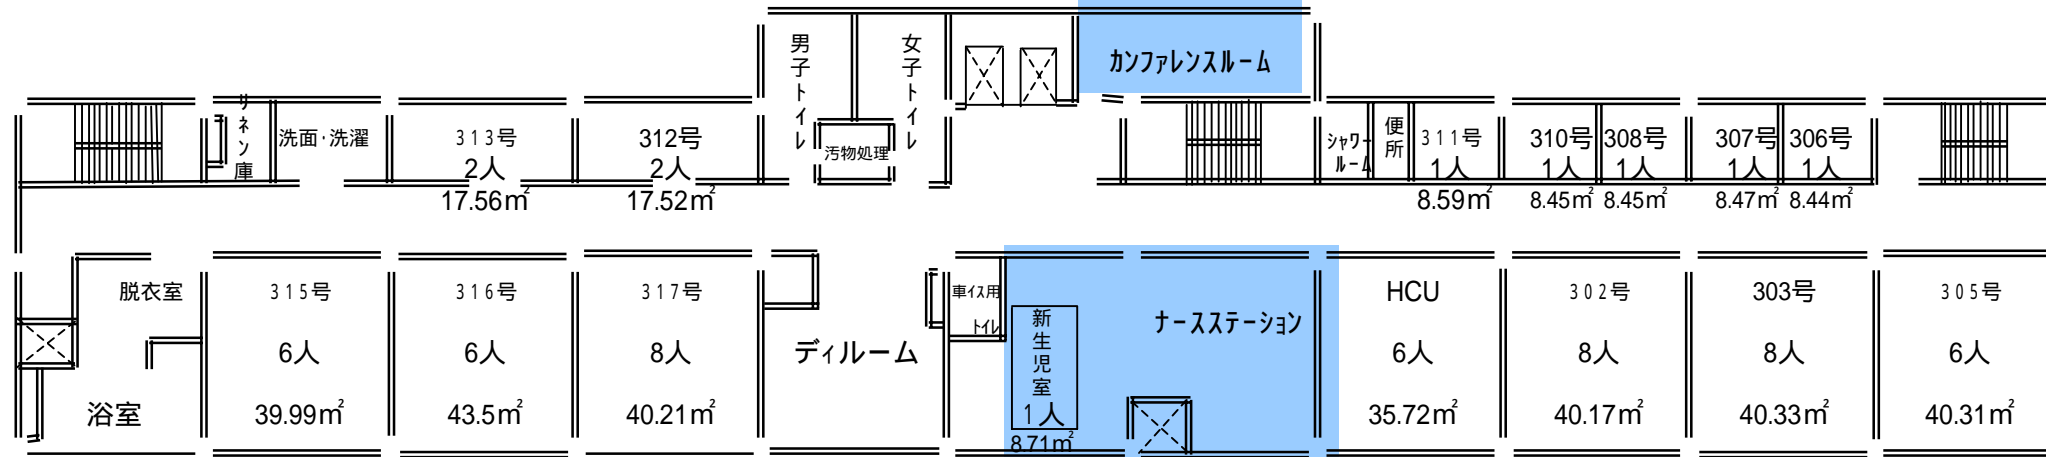 男子トイレ
女子トイレ
カンファレンスルーム
リネン庫
洗面・洗濯
313号
2人
17.56㎡
312号
2人
17.52㎡
汚物処理
シャワー
ルーム
便所
311号
1人
8.59㎡
310号
1人
8.45㎡
308号
1人
8.45㎡
307号
1人
8.47㎡
306号
1人
8.44㎡
脱衣室
浴室
315号
6人
39.99㎡
316号
6人
43.5㎡
317号
8人
40.21㎡
ディルーム
車イス用
トイレ
新生児室
1人
8.71㎡
ナースステーション
HCU
6人
35.72㎡
302号
8人
40.17㎡
303号
8人
40.33㎡
305号
6人
40.31㎡